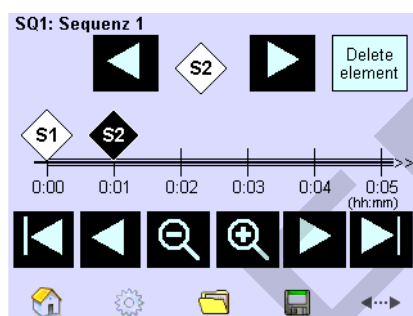 SQ1: Sequenz 1
S2
Delete
element
S1 S2
>>
0:00 0:01 0:02 0:03 0:04 0:05
(hh:mm)